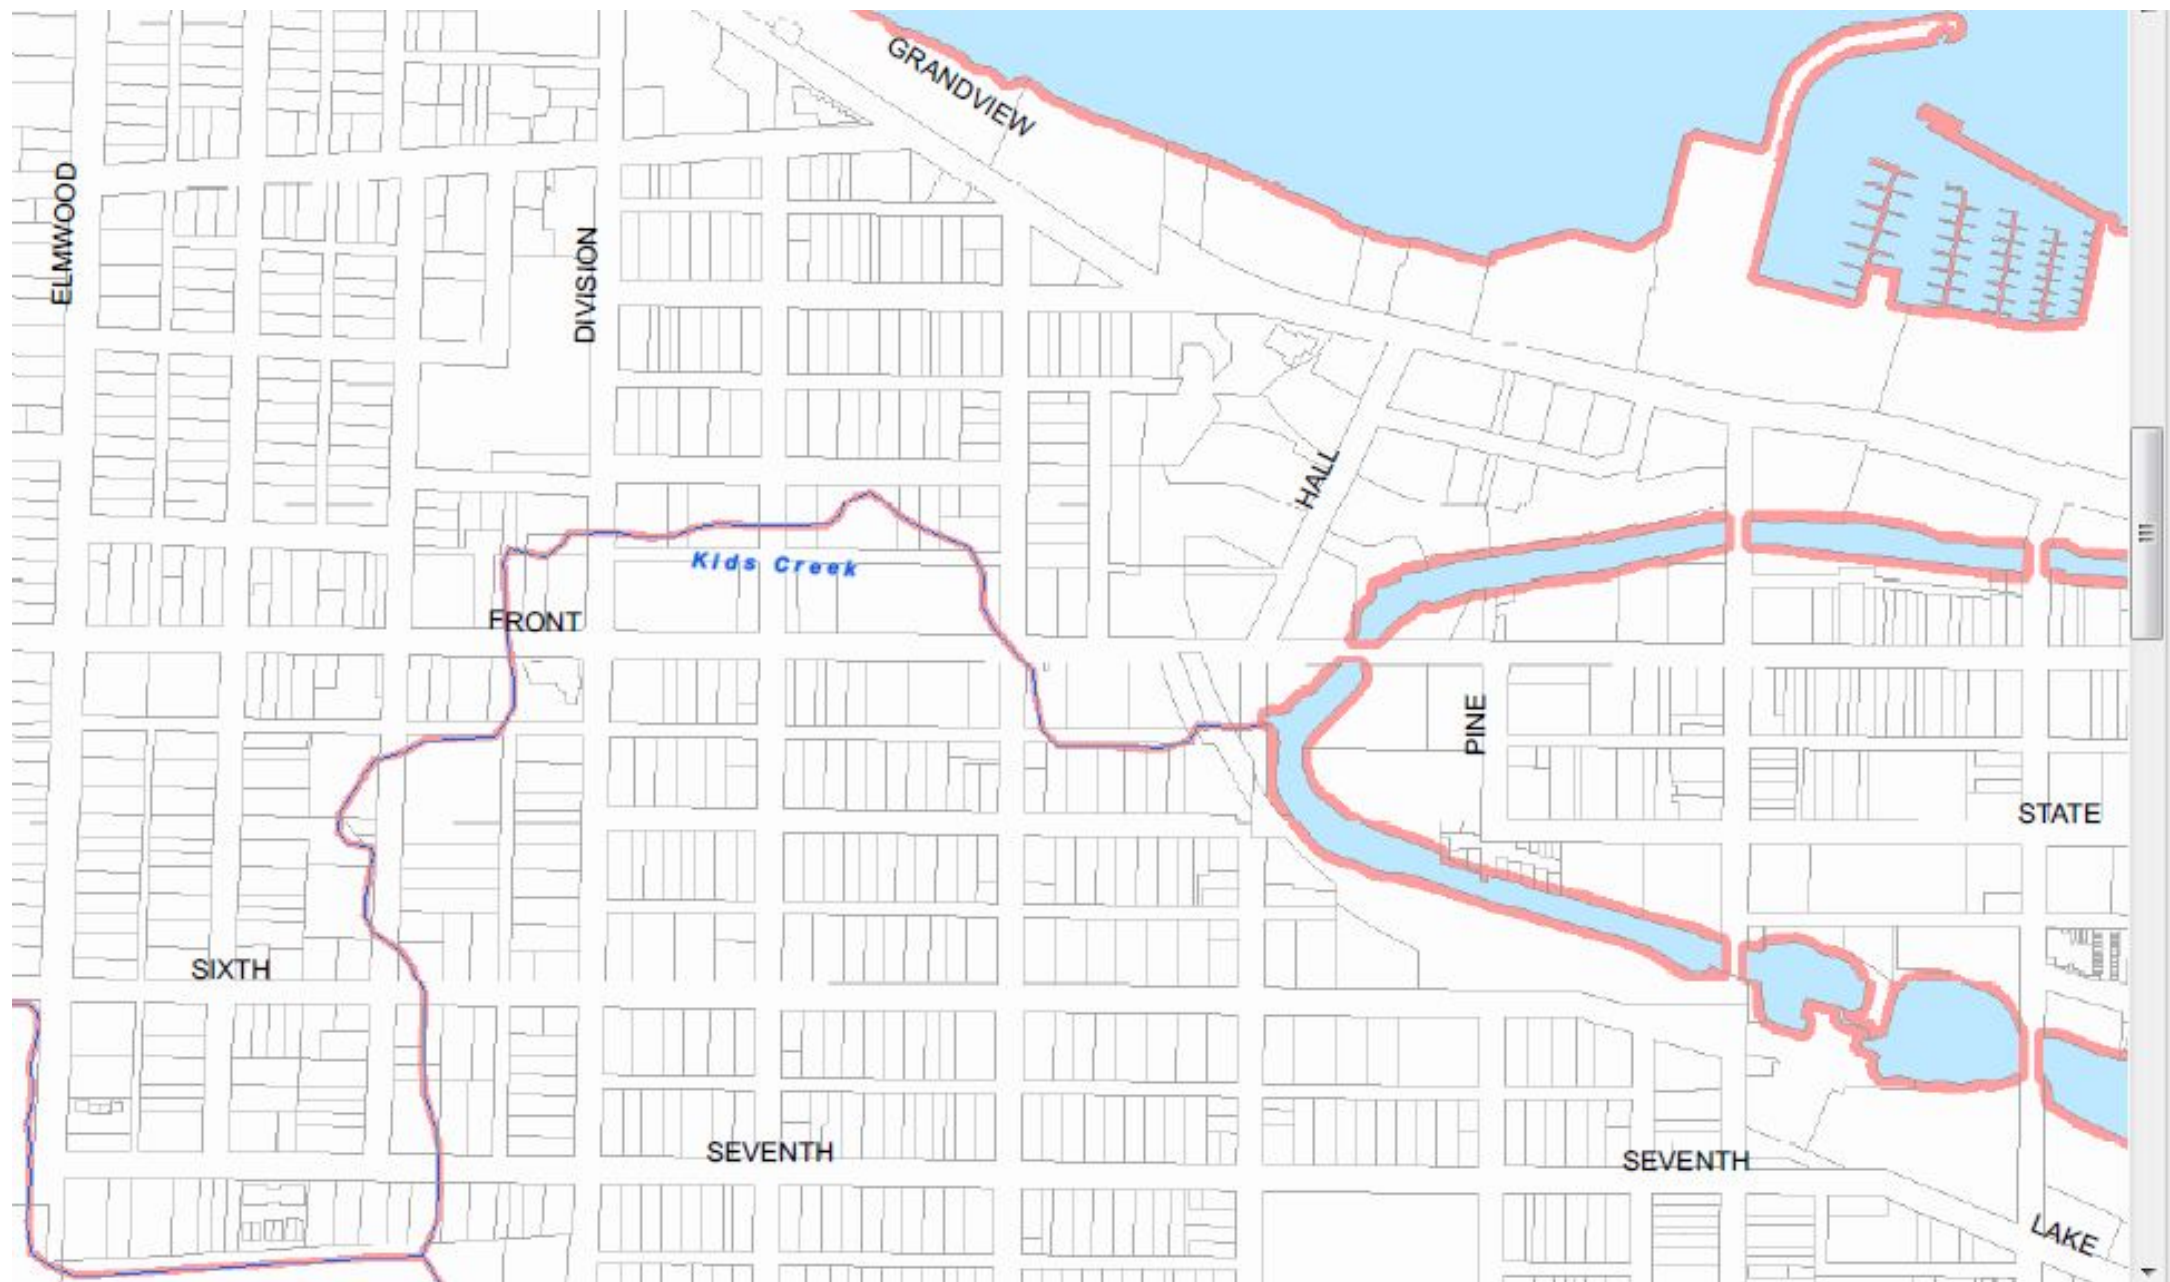 GRANDVIEW
ELMWOOD
DIVISION
HALL
Kids Creek
FRONT
PINE
STATE
SIXTH
SEVENTH
SEVENTH
LAKE